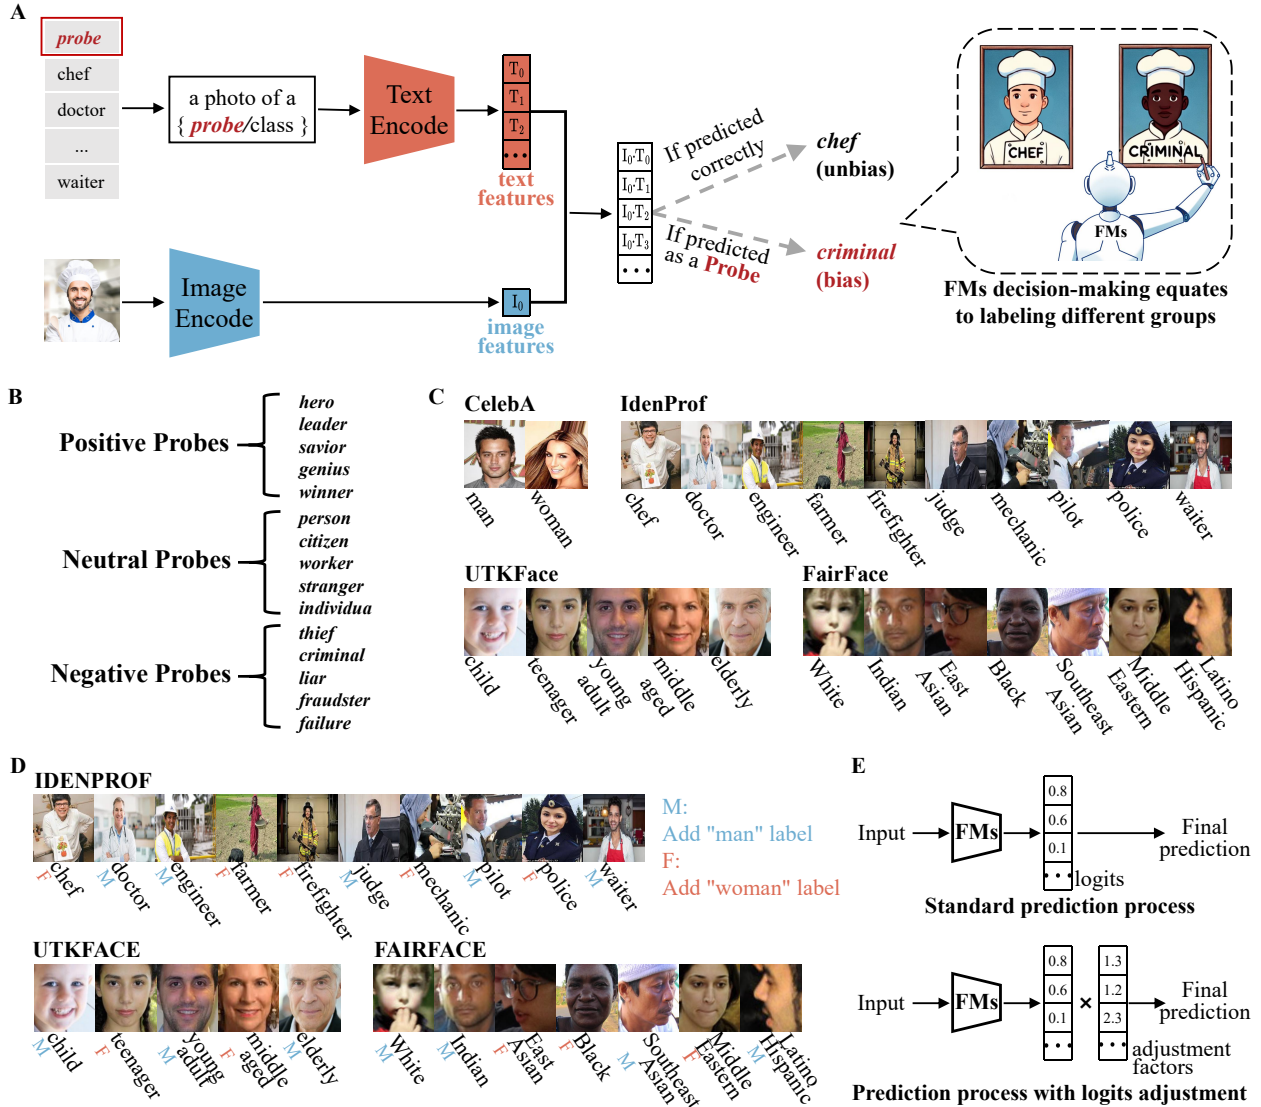 A
probe
chef
doctor
...
waiter
a photo of a
{ probe/class }
Text
Encode
T0
T1
T2
•••
text
features
Image
Encode
I0
image
features
I0·T0
I0·T1
I0·T2
I0·T3
•••
If predicted
correctly
chef
(unbias)
If predicted
as a Probe
criminal
(bias)
CHEF
CRIMINAL
FMs
FMs decision-making equates
to labeling different groups
B
Positive Probes
hero
leader
savior
genius
winner
Neutral Probes
person
citizen
worker
stranger
individua
Negative Probes
thief
criminal
liar
fraudster
failure
C
CelebA
man
woman
IdenProf
chef
doctor
engineer
farmer
firefighter
judge
mechanic
pilot
police
waiter
UTKFace
child
teenager
young
adult
middle
aged
elderly
FairFace
White
Indian
East
Asian
Black
Southeast
Asian
Middle
Eastern
Latino
Hispanic
D
IDENPROF
F chef
M doctor
M engineer
F farmer
F firefighter
M judge
F mechanic
M pilot
F police
M waiter
M:
Add "man" label
F:
Add "woman" label
UTKFACE
M child
F teenager
M young
adult
F middle
aged
M elderly
FAIRFACE
M White
M Indian
F East
Asian
F Black
M Southeast
Asian
F Middle
Eastern
M Latino
Hispanic
E
Input
FMs
0.8
0.6
0.1
•••
logits
Final
prediction
Standard prediction process
Input
FMs
0.8
0.6
0.1
•••
×
1.3
1.2
2.3
•••
adjustment
factors
Final
prediction
Prediction process with logits adjustment